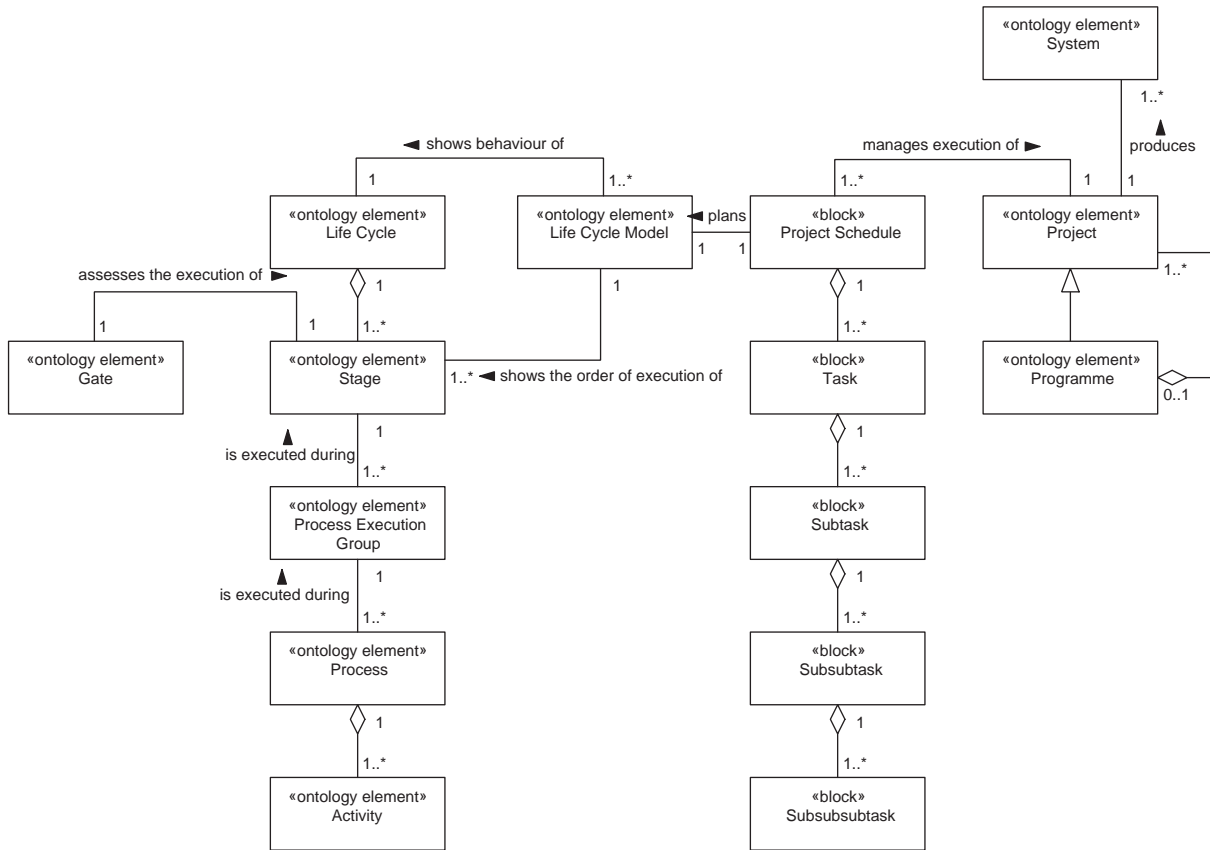 «ontology element»
System
1..*
produces
1
shows behaviour of
1
1..*
manages execution of
1..*
1
«ontology element»
Life Cycle
«ontology element»
Life Cycle Model
plans
1
1
«block»
Project Schedule
«ontology element»
Project
1..*
assesses the execution of
1
1
1
1..*
1
1
1..*
«ontology element»
Gate
«ontology element»
Stage
1..*
shows the order of execution of
«block»
Task
«ontology element»
Programme
0..1
1
is executed during
1..*
1
1..*
«ontology element»
Process Execution
Group
«block»
Subtask
1
is executed during
1..*
1
1..*
«ontology element»
Process
«block»
Subsubtask
1
1..*
1
1..*
«ontology element»
Activity
«block»
Subsubsubtask